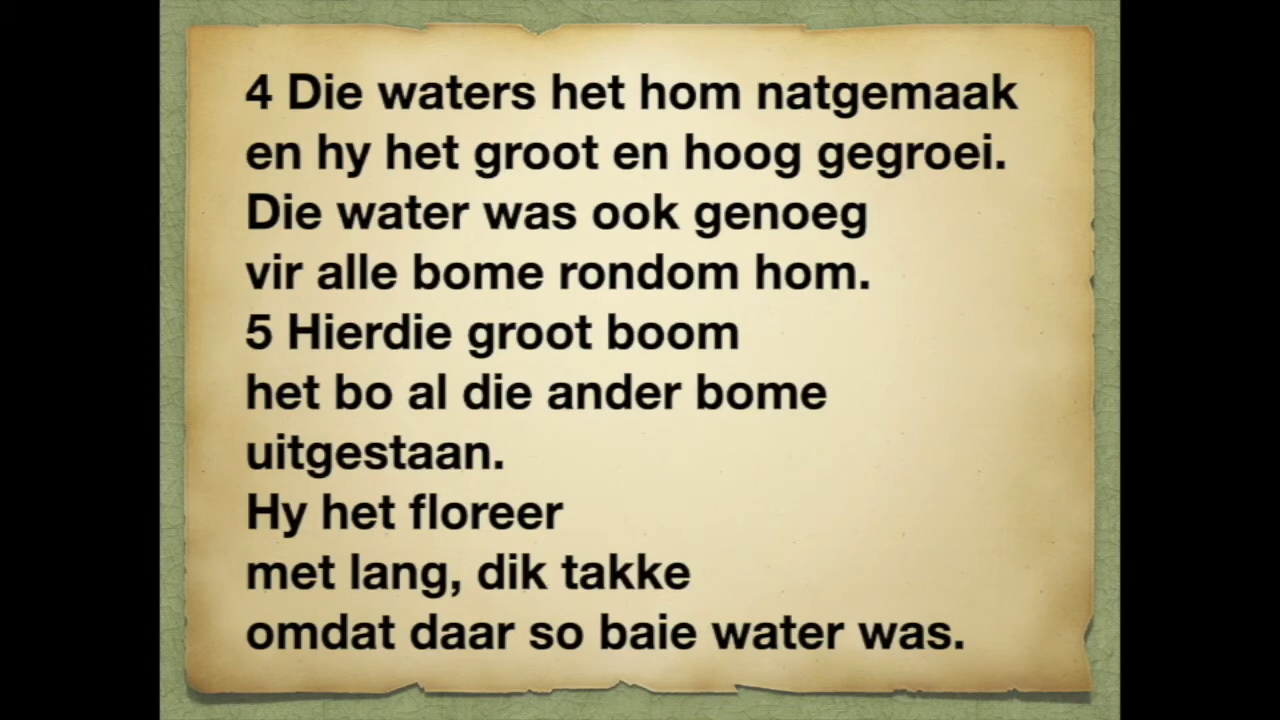 4 Die waters het hom natgemaak
en hy het groot en hoog gegroei.
Die water was ook genoeg
vir alle bome rondom hom.
5 Hierdie groot boom
het bo al die ander bome
uitgestaan.
Hy het floreer
met lang, dik takke
omdat daar so baie water was.